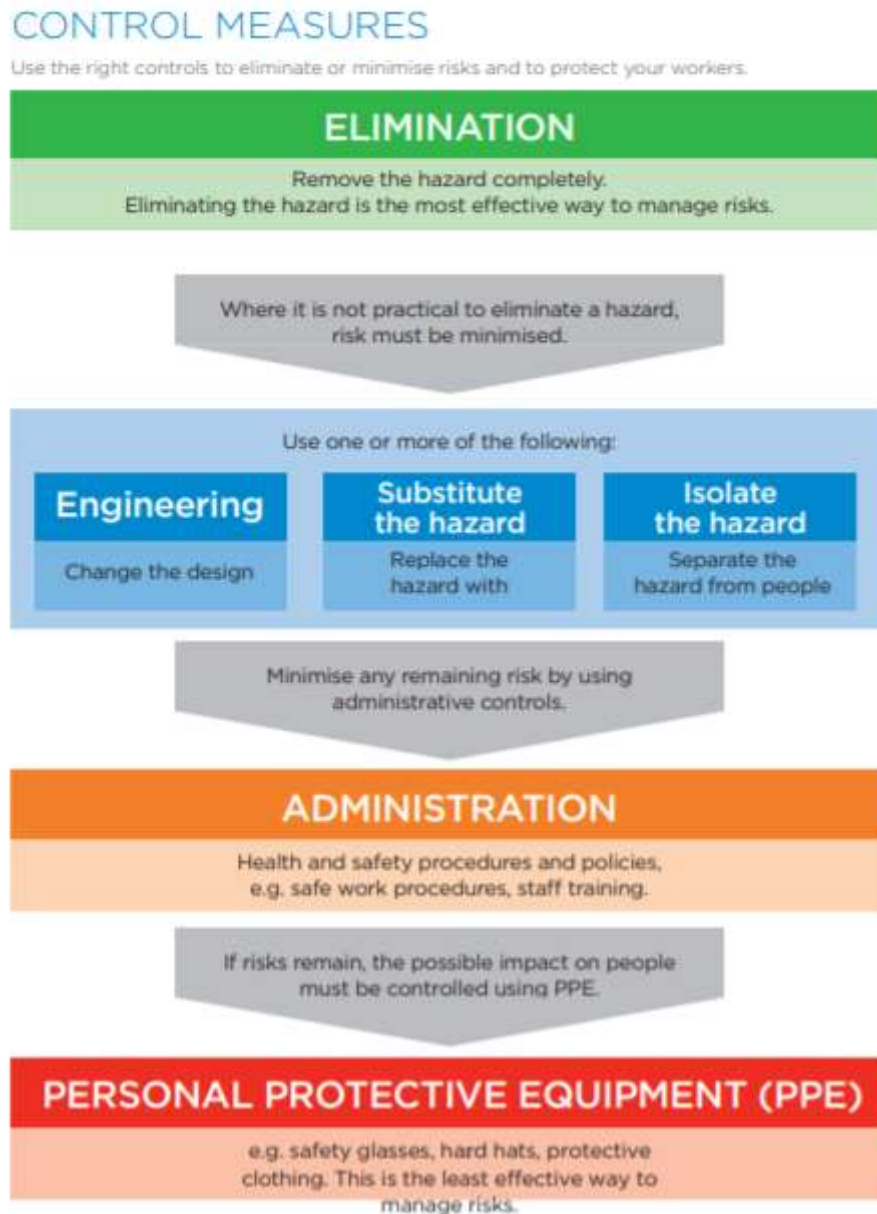 CONTROL MEASURES
Use the right controls to eliminate or minimise risks and to protect your workers.
ELIMINATION
Remove the hazard completely.
Eliminating the hazard is the most effective way to manage risks.
Where it is not practical to eliminate a hazard,
risk must be minimised.
Use one or more of the following:
Engineering
Change the design
Substitute
the hazard
Replace the
hazard with
Isolate
the hazard
Separate the
hazard from people
Minimise any remaining risk by using
administrative controls.
ADMINISTRATION
Health and safety procedures and policies,
e.g. safe work procedures, staff training.
If risks remain, the possible impact on people
must be controlled using PPE.
PERSONAL PROTECTIVE EQUIPMENT (PPE)
e.g. safety glasses, hard hats, protective
clothing. This is the least effective way to
manage risks.